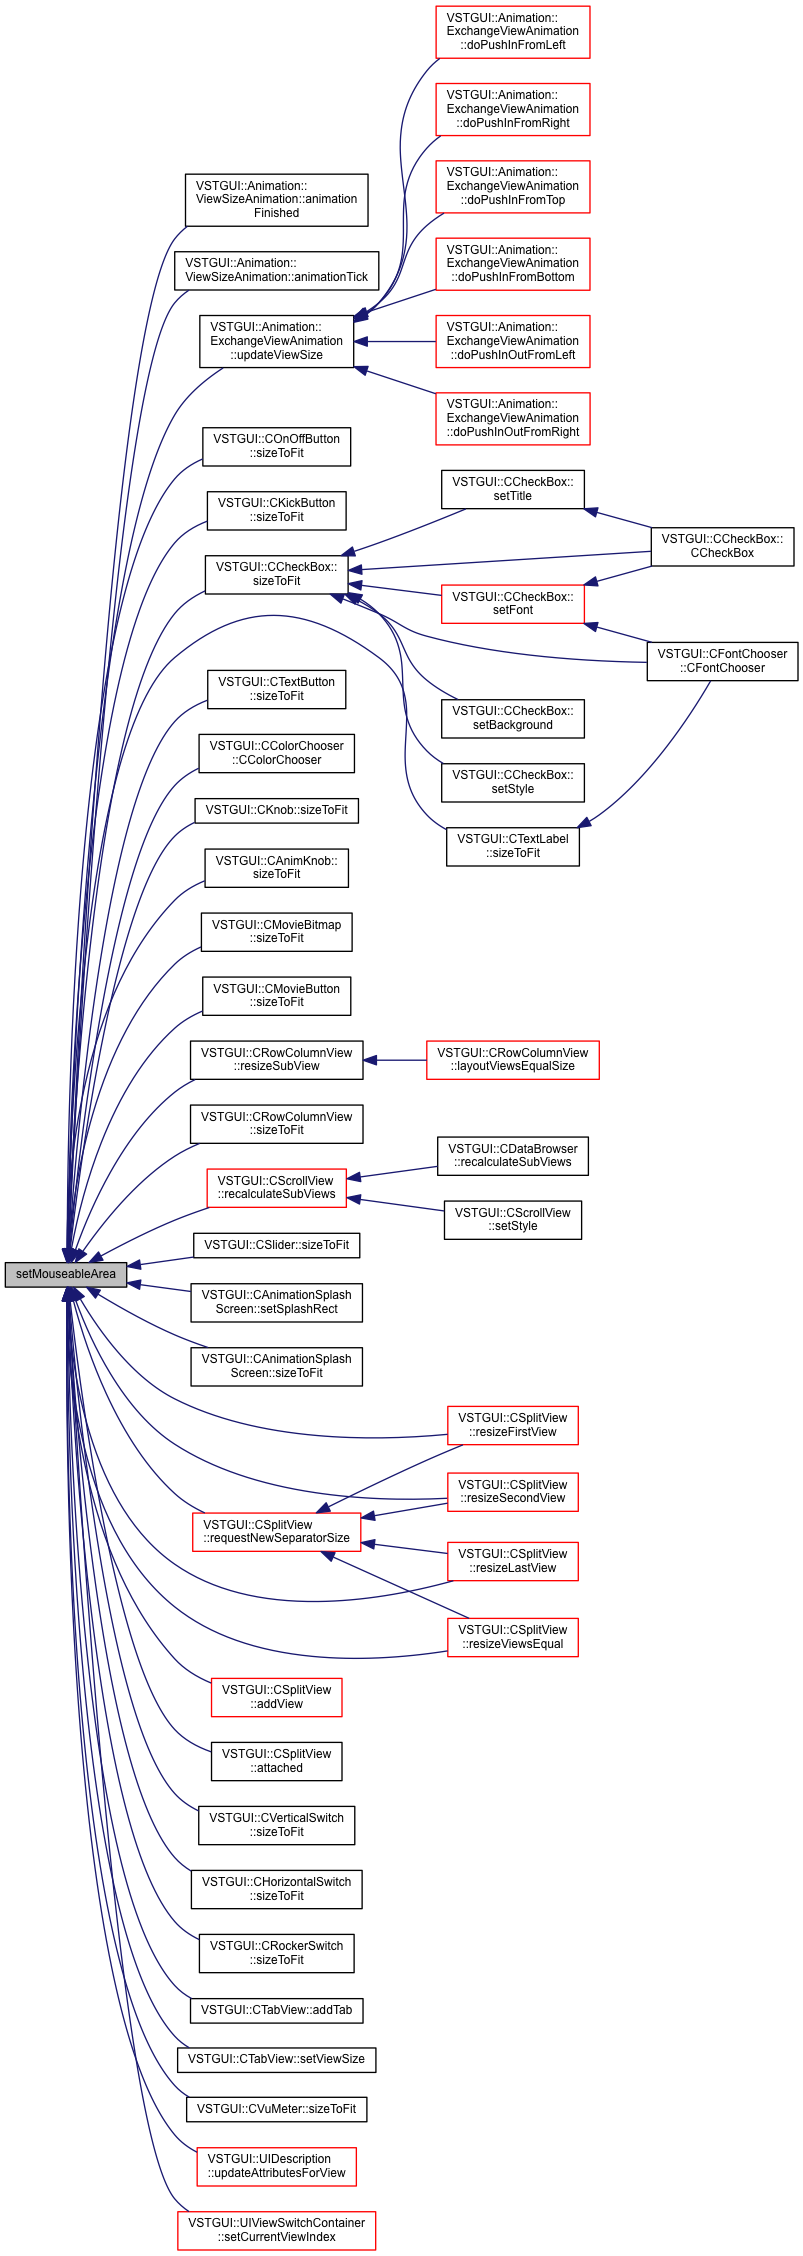 VSTGUI::Animation::
ExchangeViewAnimation
::doPushInFromLeft
VSTGUI::Animation::
ExchangeViewAnimation
::doPushInFromRight
VSTGUI::Animation::
ExchangeViewAnimation
::doPushInFromTop
VSTGUI::Animation::
ViewSizeAnimation::animation
Finished
VSTGUI::Animation::
ExchangeViewAnimation
::doPushInFromBottom
VSTGUI::Animation::
ViewSizeAnimation::animationTick
VSTGUI::Animation::
ExchangeViewAnimation
::updateViewSize
VSTGUI::Animation::
ExchangeViewAnimation
::doPushInOutFromLeft
VSTGUI::Animation::
ExchangeViewAnimation
::doPushInOutFromRight
VSTGUI::COnOffButton
::sizeToFit
VSTGUI::CKickButton
::sizeToFit
VSTGUI::CCheckBox::
setTitle
VSTGUI::CCheckBox::
CCheckBox
VSTGUI::CCheckBox::
sizeToFit
VSTGUI::CCheckBox::
setFont
VSTGUI::CFontChooser
::CFontChooser
VSTGUI::CTextButton
::sizeToFit
VSTGUI::CCheckBox::
setBackground
VSTGUI::CColorChooser
::CColorChooser
VSTGUI::CCheckBox::
setStyle
VSTGUI::CKnob::sizeToFit
VSTGUI::CTextLabel
::sizeToFit
VSTGUI::CAnimKnob::
sizeToFit
VSTGUI::CMovieBitmap
::sizeToFit
VSTGUI::CMovieButton
::sizeToFit
VSTGUI::CRowColumnView
::resizeSubView
VSTGUI::CRowColumnView
::layoutViewsEqualSize
VSTGUI::CRowColumnView
::sizeToFit
VSTGUI::CDataBrowser
::recalculateSubViews
VSTGUI::CScrollView
::recalculateSubViews
VSTGUI::CScrollView
::setStyle
VSTGUI::CSlider::sizeToFit
setMouseableArea
VSTGUI::CAnimationSplash
Screen::setSplashRect
VSTGUI::CAnimationSplash
Screen::sizeToFit
VSTGUI::CSplitView
::resizeFirstView
VSTGUI::CSplitView
::resizeSecondView
VSTGUI::CSplitView
::requestNewSeparatorSize
VSTGUI::CSplitView
::resizeLastView
VSTGUI::CSplitView
::resizeViewsEqual
VSTGUI::CSplitView
::addView
VSTGUI::CSplitView
::attached
VSTGUI::CVerticalSwitch
::sizeToFit
VSTGUI::CHorizontalSwitch
::sizeToFit
VSTGUI::CRockerSwitch
::sizeToFit
VSTGUI::CTabView::addTab
VSTGUI::CTabView::setViewSize
VSTGUI::CVuMeter::sizeToFit
VSTGUI::UIDescription
::updateAttributesForView
VSTGUI::UIViewSwitchContainer
::setCurrentViewIndex